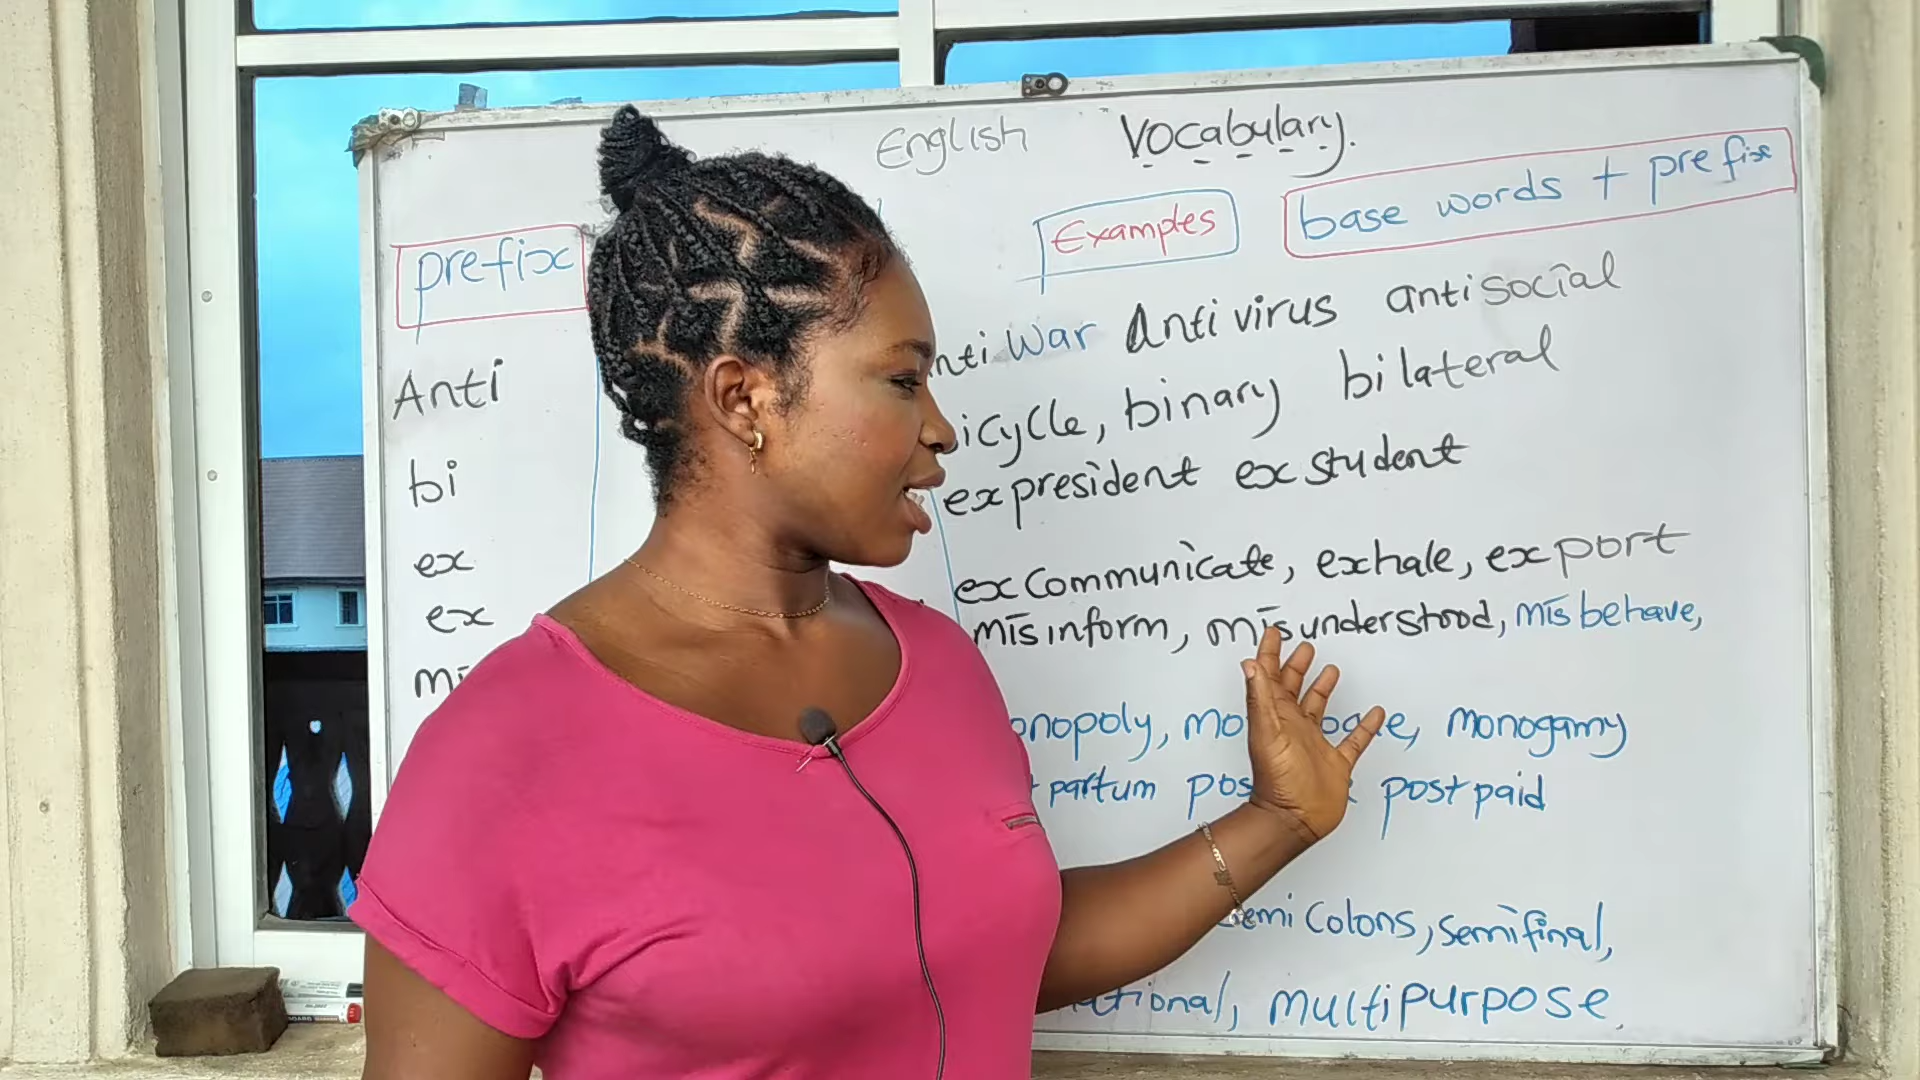 English Vocabulary.
prefix Examples base words + prefix
Anti nti War Antivirus antisocial
bi icycle, binary bilateral
ex expresident exstudent
ex excommunicate, exhale, export
misinform, misunderstood, misbehave,
onopoly, monogamy
partum postpaid
emi Colons, semifinal,
ational, multipurpose.